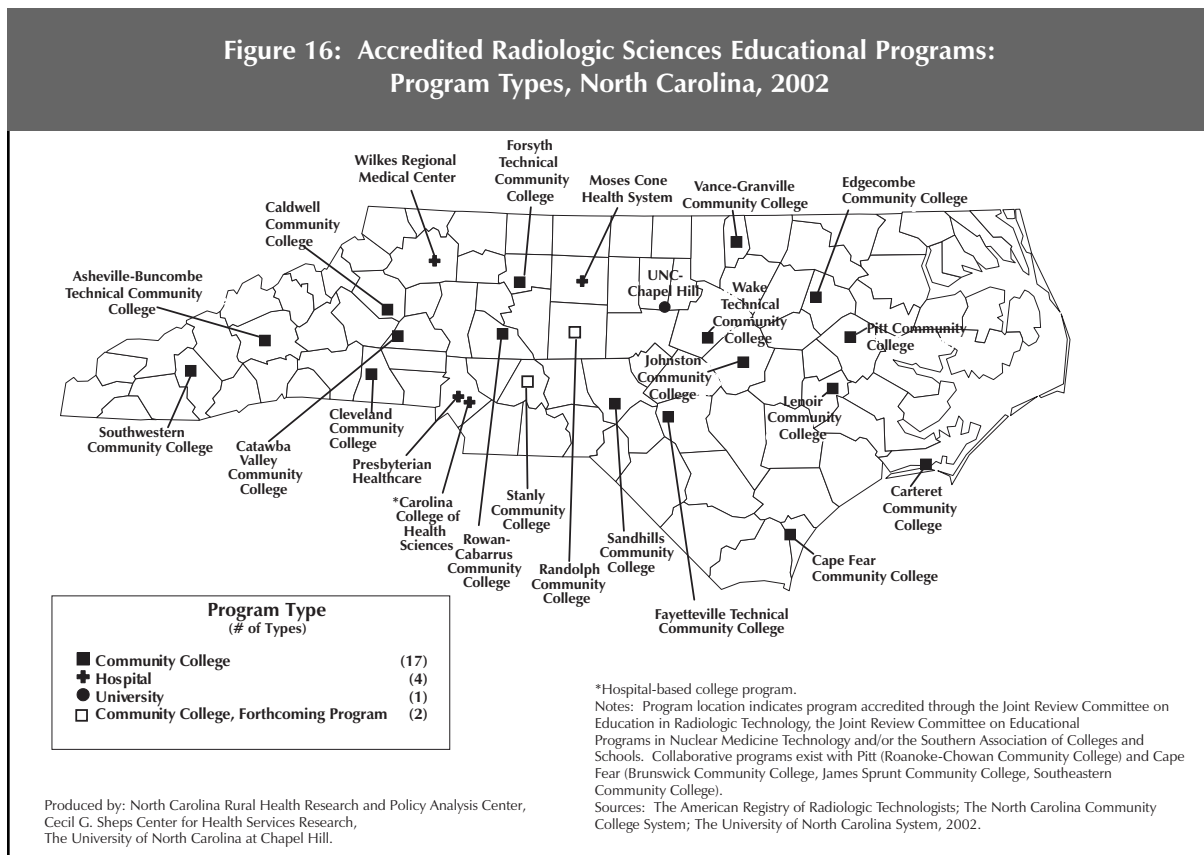 Figure 16: Accredited Radiologic Sciences Educational Programs:
Program Types, North Carolina, 2002
Wilkes Regional
Medical Center
Forsyth
Technical
Community
College
Moses Cone
Health System
Vance-Granville
Community College
Edgecombe
Community College
Caldwell
Community
College
Asheville-Buncombe
Technical Community
College
UNC-
Chapel Hill
Wake
Technical
Community
College
Pitt Community
College
Johnston
Community
College
Lenoir
Community
College
Southwestern
Community College
Catawba
Valley
Community
College
Cleveland
Community
College
Presbyterian
Healthcare
*Carolina
College of
Health
Sciences
Rowan-
Cabarrus
Community
College
Stanly
Community
College
Randolph
Community
College
Sandhills
Community
College
Fayetteville Technical
Community College
Cape Fear
Community College
Carteret
Community
College
Program Type
(# of Types)
Community College (17)
Hospital (4)
University (1)
Community College, Forthcoming Program (2)
*Hospital-based college program.
Notes: Program location indicates program accredited through the Joint Review Committee on
Education in Radiologic Technology, the Joint Review Committee on Educational
Programs in Nuclear Medicine Technology and/or the Southern Association of Colleges and
Schools. Collaborative programs exist with Pitt (Roanoke-Chowan Community College) and Cape
Fear (Brunswick Community College, James Sprunt Community College, Southeastern
Community College).
Sources: The American Registry of Radiologic Technologists; The North Carolina Community
College System; The University of North Carolina System, 2002.
Produced by: North Carolina Rural Health Research and Policy Analysis Center,
Cecil G. Sheps Center for Health Services Research,
The University of North Carolina at Chapel Hill.